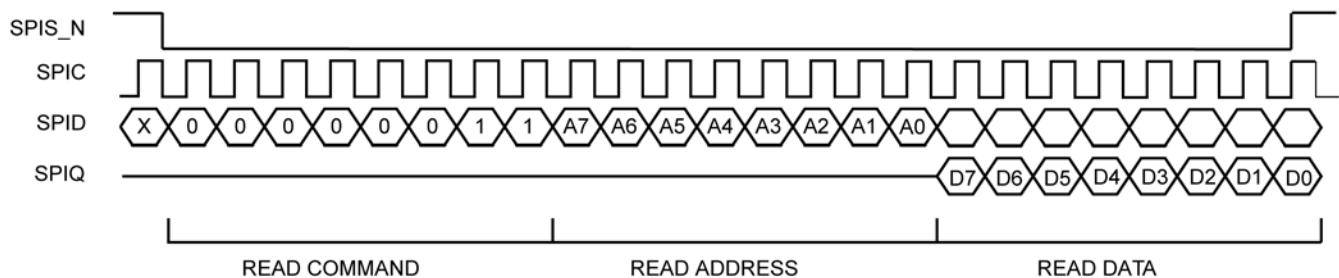 SPIS_N
SPIC
SPID X 0 0 0 0 0 0 1 1 A7 A6 A5 A4 A3 A2 A1 A0
SPIQ D7 D6 D5 D4 D3 D2 D1 D0
READ COMMAND READ ADDRESS READ DATA